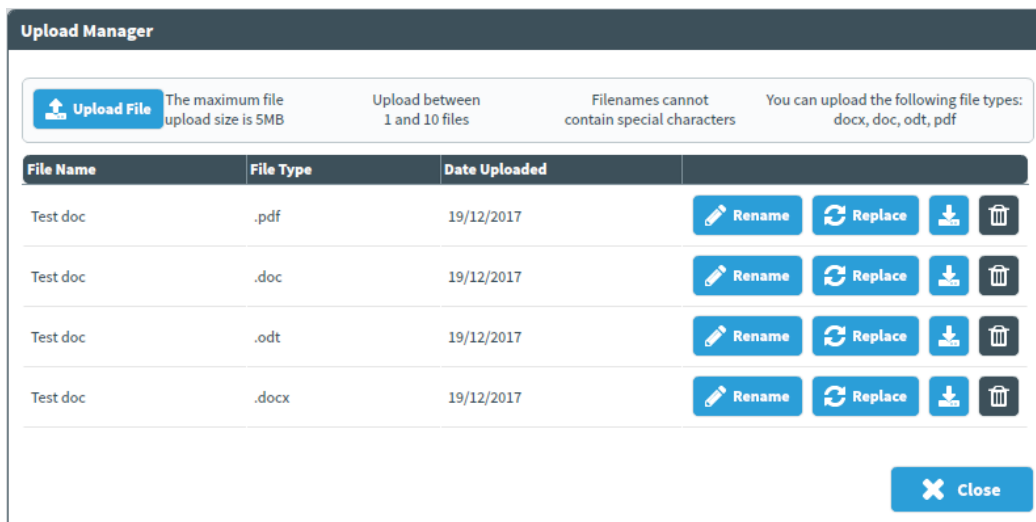 Upload Manager
Upload File
The maximum file
upload size is 5MB
Upload between
1 and 10 files
Filenames cannot
contain special characters
You can upload the following file types:
docx, doc, odt, pdf
File Name File Type Date Uploaded
Test doc .pdf 19/12/2017 Rename Replace
Test doc .doc 19/12/2017 Rename Replace
Test doc .odt 19/12/2017 Rename Replace
Test doc .docx 19/12/2017 Rename Replace
Close